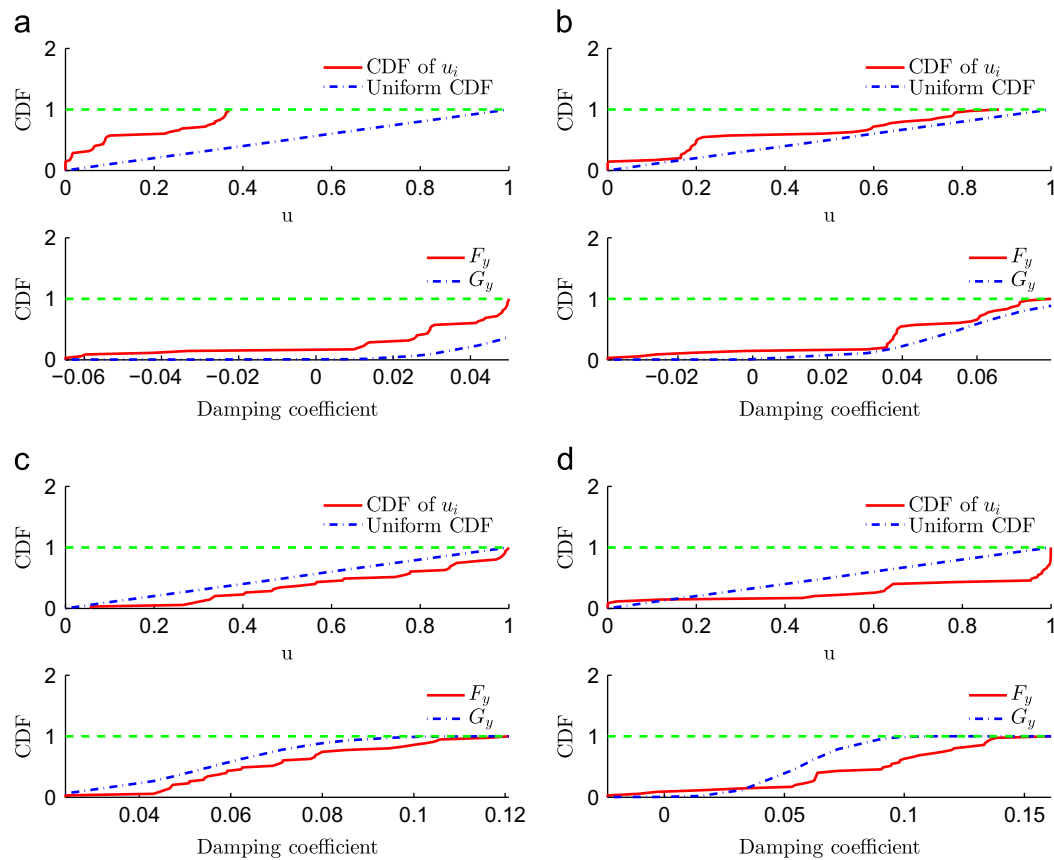 a
2
1
0
CDF
CDF of u_i
Uniform CDF
0 0.2 0.4 0.6 0.8 1
u
2
1
0
CDF
F_y
G_y
−0.06 −0.04 −0.02 0 0.02 0.04
Damping coefficient
b
2
1
0
CDF
CDF of u_i
Uniform CDF
0 0.2 0.4 0.6 0.8 1
u
2
1
0
CDF
F_y
G_y
−0.02 0 0.02 0.04 0.06
Damping coefficient
c
2
1
0
CDF
CDF of u_i
Uniform CDF
0 0.2 0.4 0.6 0.8 1
u
2
1
0
CDF
F_y
G_y
0.04 0.06 0.08 0.1 0.12
Damping coefficient
d
2
1
0
CDF
CDF of u_i
Uniform CDF
0 0.2 0.4 0.6 0.8 1
u
2
1
0
CDF
F_y
G_y
0 0.05 0.1 0.15
Damping coefficient